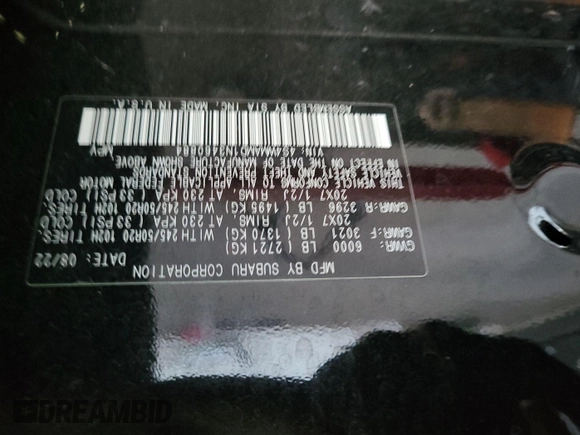 MFD BY SUBARU CORPORATION
DATE: 08/22
GVWR: 6000 LB (2721 KG)
GAWR:F 3021 LB (1370 KG) WITH 245/50R20 102H TIRES,
20X7 1/2J RIMS AT 230 KPA (33 PSI) COLD
GAWR:R 3296 LB (1495 KG) WITH 245/50R20 102H TIRES,
20X7 1/2J RIMS AT 230 KPA (33 PSI) COLD
THIS VEHICLE CONFORMS TO ALL APPLICABLE FEDERAL MOTOR
VEHICLE SAFETY AND THEFT PREVENTION STANDARDS
IN EFFECT ON THE DATE OF MANUFACTURE SHOWN ABOVE
VIN: MPV
ASSEMBLED BY SIA INC. MADE IN U.S.A.
DREAMBID